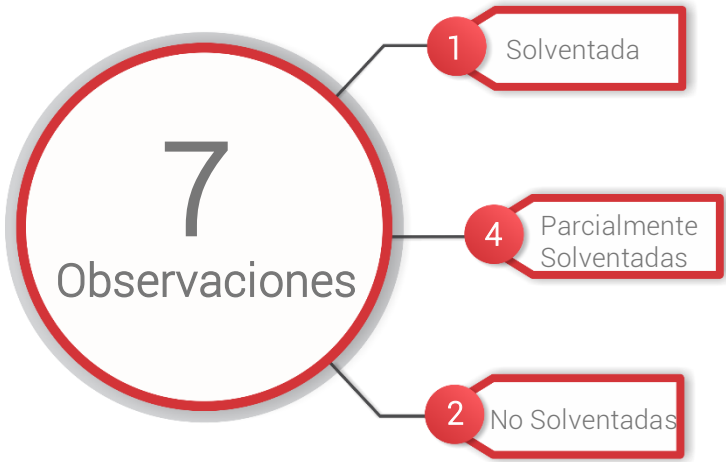 7
Observaciones
1
Solventada
4
Parcialmente
Solventadas
2
No Solventadas